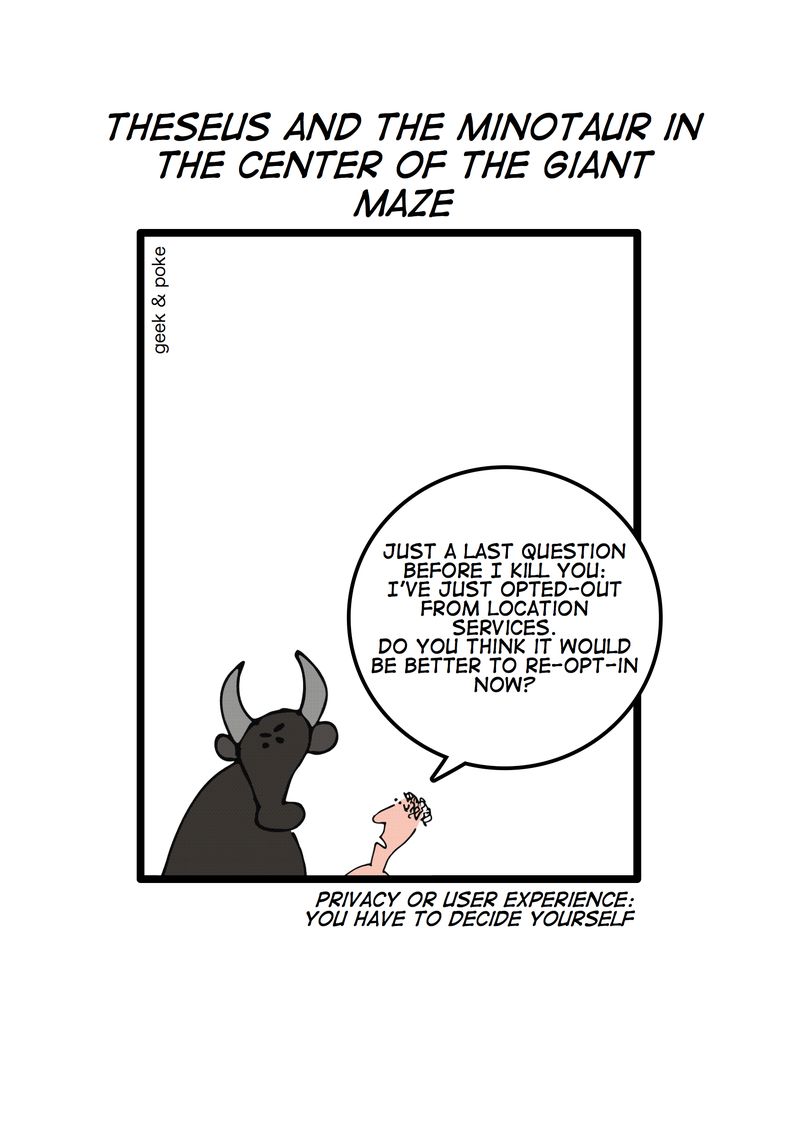 THESEUS AND THE MINOTAUR IN
THE CENTER OF THE GIANT
MAZE
geek & poke
JUST A LAST QUESTION
BEFORE I KILL YOU:
I'VE JUST OPTED-OUT
FROM LOCATION
SERVICES.
DO YOU THINK IT WOULD
BE BETTER TO RE-OPT-IN
NOW?
PRIVACY OR USER EXPERIENCE:
YOU HAVE TO DECIDE YOURSELF